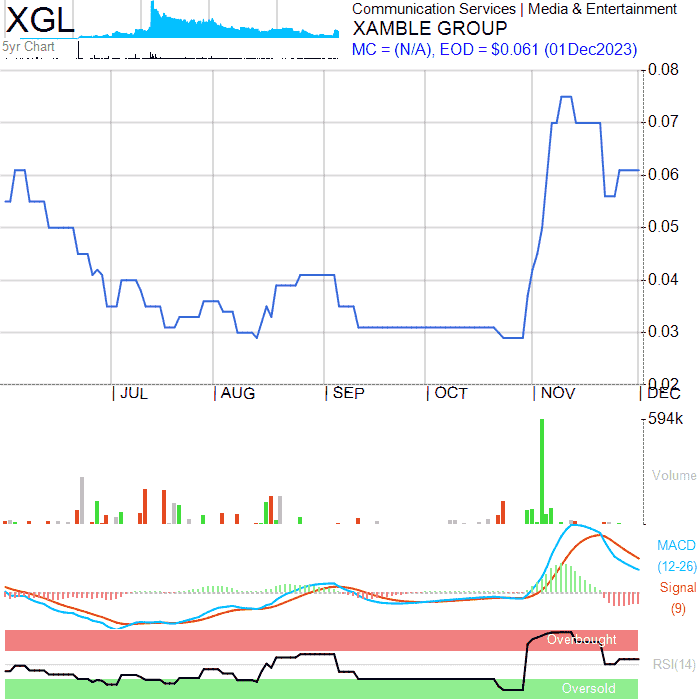 XGL
Communication Services | Media & Entertainment
XAMBLE GROUP
5yr Chart
MC = (N/A), EOD = $0.061 (01Dec2023)
0.08
0.07
0.06
0.05
0.04
0.03
0.02
JUL AUG SEP OCT NOV DEC
594k
Volume
MACD
(12-26)
Signal
(9)
Overbought
RSI(14)
Oversold